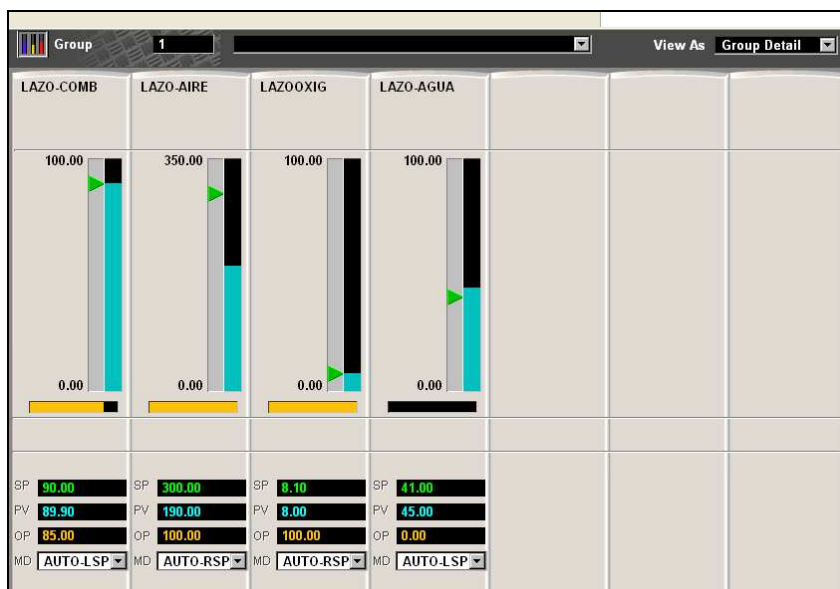 Group 1 View As Group Detail
LAZO-COMB LAZO-AIRE LAZOOXIG LAZO-AGUA
100.00 350.00 100.00 100.00
0.00 0.00 0.00 0.00
SP 90.00 SP 300.00 SP 8.10 SP 41.00
PV 89.90 PV 190.00 PV 8.00 PV 45.00
OP 85.00 OP 100.00 OP 100.00 OP 0.00
MD AUTO-LSP MD AUTO-RSP MD AUTO-RSP MD AUTO-LSP